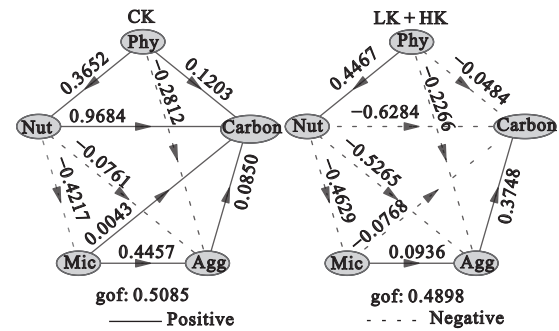 CK
LK + HK
Phy
Phy
0.3652
-0.2812
0.1203
0.4467
-0.2266
-0.0484
Nut
0.9684
Carbon
Nut
-0.6284
Carbon
-0.4217
-0.0761
0.0043
0.0850
-0.4629
-0.5265
-0.0768
0.3748
Mic
0.4457
Agg
Mic
0.0936
Agg
gof: 0.5085
gof: 0.4898
Positive
Negative